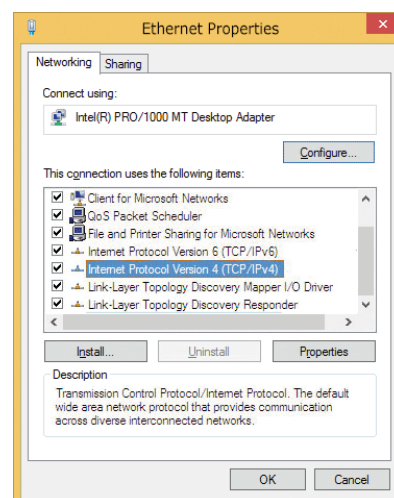 Ethernet Properties
Networking
Sharing
Connect using:
Intel(R) PRO/1000 MT Desktop Adapter
Configure...
This connection uses the following items:
Client for Microsoft Networks
QoS Packet Scheduler
File and Printer Sharing for Microsoft Networks
Internet Protocol Version 6 (TCP/IPv6)
Internet Protocol Version 4 (TCP/IPv4)
Link-Layer Topology Discovery Mapper I/O Driver
Link-Layer Topology Discovery Responder
Install...
Uninstall
Properties
Description
Transmission Control Protocol/Internet Protocol. The default
wide area network protocol that provides communication
across diverse interconnected networks.
OK
Cancel